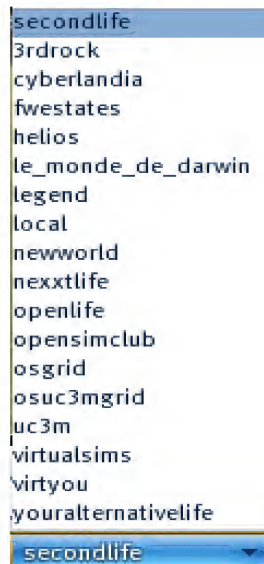 secondlife
3rdrock
cyberlandia
fwestates
helios
le_monde_de_darwin
legend
local
newworld
nexxtlife
openlife
opensimclub
osgrid
osuc3mgrid
uc3m
virtualsims
virtyou
youralternativelife
secondlife